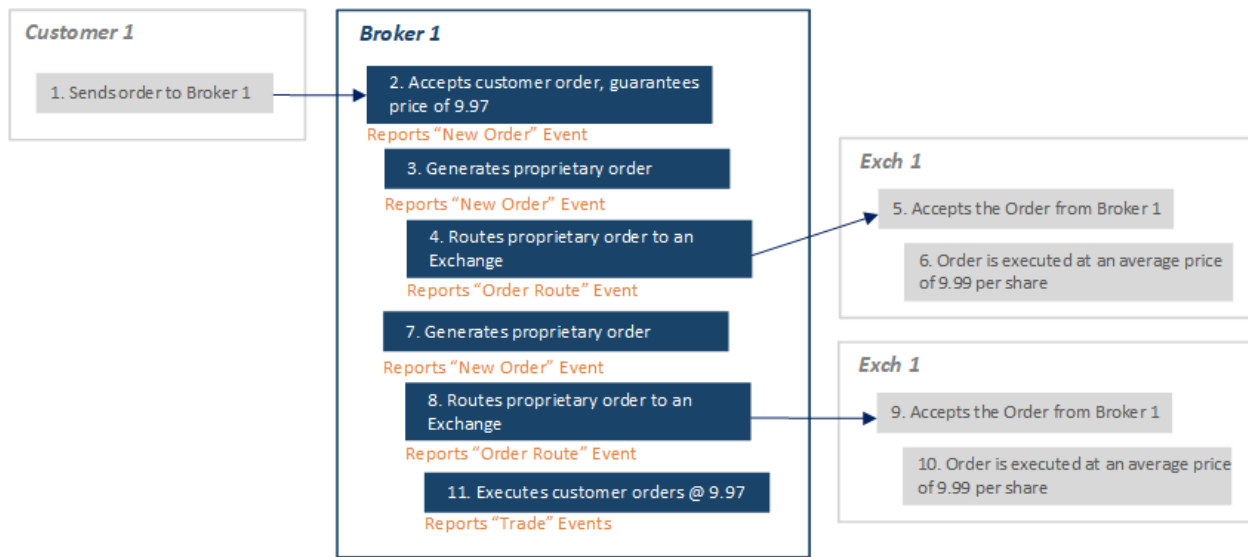 Customer 1
1. Sends order to Broker 1
Broker 1
2. Accepts customer order, guarantees
price of 9.97
Reports “New Order” Event
3. Generates proprietary order
Reports “New Order” Event
4. Routes proprietary order to an
Exchange
Reports “Order Route” Event
Exch 1
5. Accepts the Order from Broker 1
6. Order is executed at an average price
of 9.99 per share
7. Generates proprietary order
Reports “New Order” Event
8. Routes proprietary order to an
Exchange
Reports “Order Route” Event
Exch 1
9. Accepts the Order from Broker 1
10. Order is executed at an average price
of 9.99 per share
11. Executes customer orders @ 9.97
Reports “Trade” Events